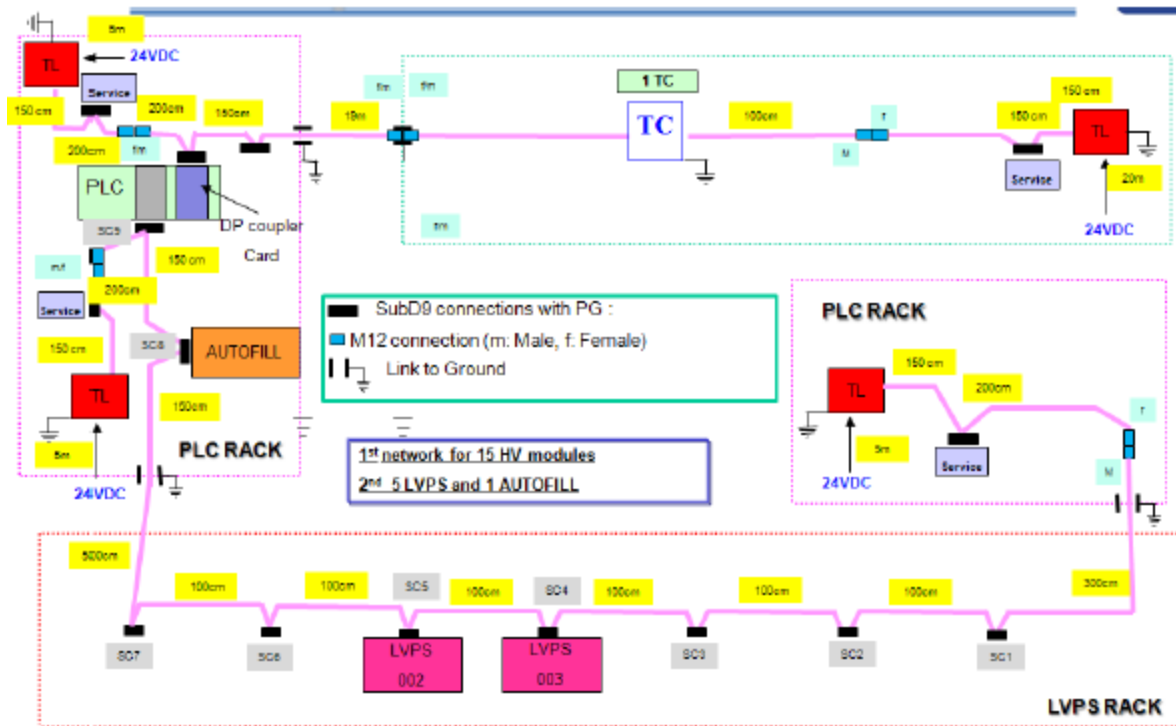 5m
TL
24VDC
Service
150 cm
200cm
150cm
200cm
f/m
PLC
DP coupler
Card
SC9
m/f
150 cm
200cm
Service
150 cm
SC8
AUTOFILL
TL
150cm
5m
PLC RACK
24VDC
19m
f/m
f/m
1 TC
TC
100cm
f
M
150 cm
150 cm
TL
Service
20m
24VDC
f/m
SubD9 connections with PG :
M12 connection (m: Male, f: Female)
Link to Ground
1st network for 15 HV modules
2nd 5 LVPS and 1 AUTOFILL
PLC RACK
150 cm
TL
200cm
f
5m
Service
24VDC
M
500cm
100cm
100cm
SC5
100cm
SC4
100cm
100cm
100cm
300cm
SC7
SC6
LVPS
002
LVPS
003
SC3
SC2
SC1
LVPS RACK